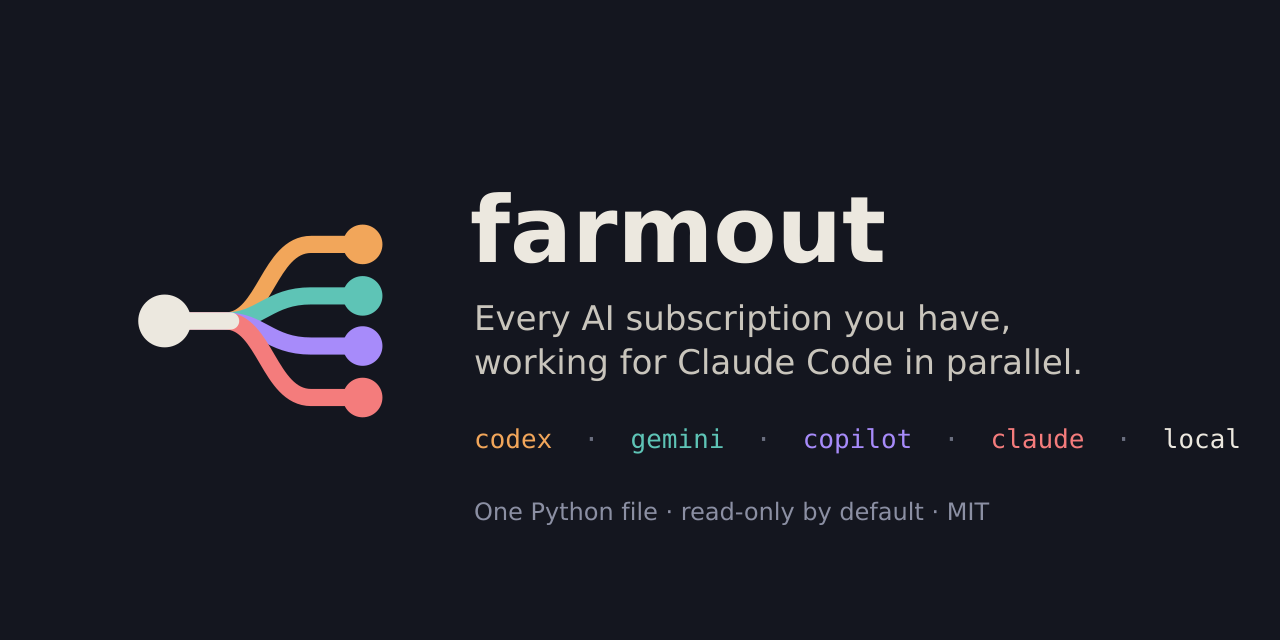 farmout
Every AI subscription you have,
working for Claude Code in parallel.
codex · gemini · copilot · claude · local
One Python file · read-only by default · MIT